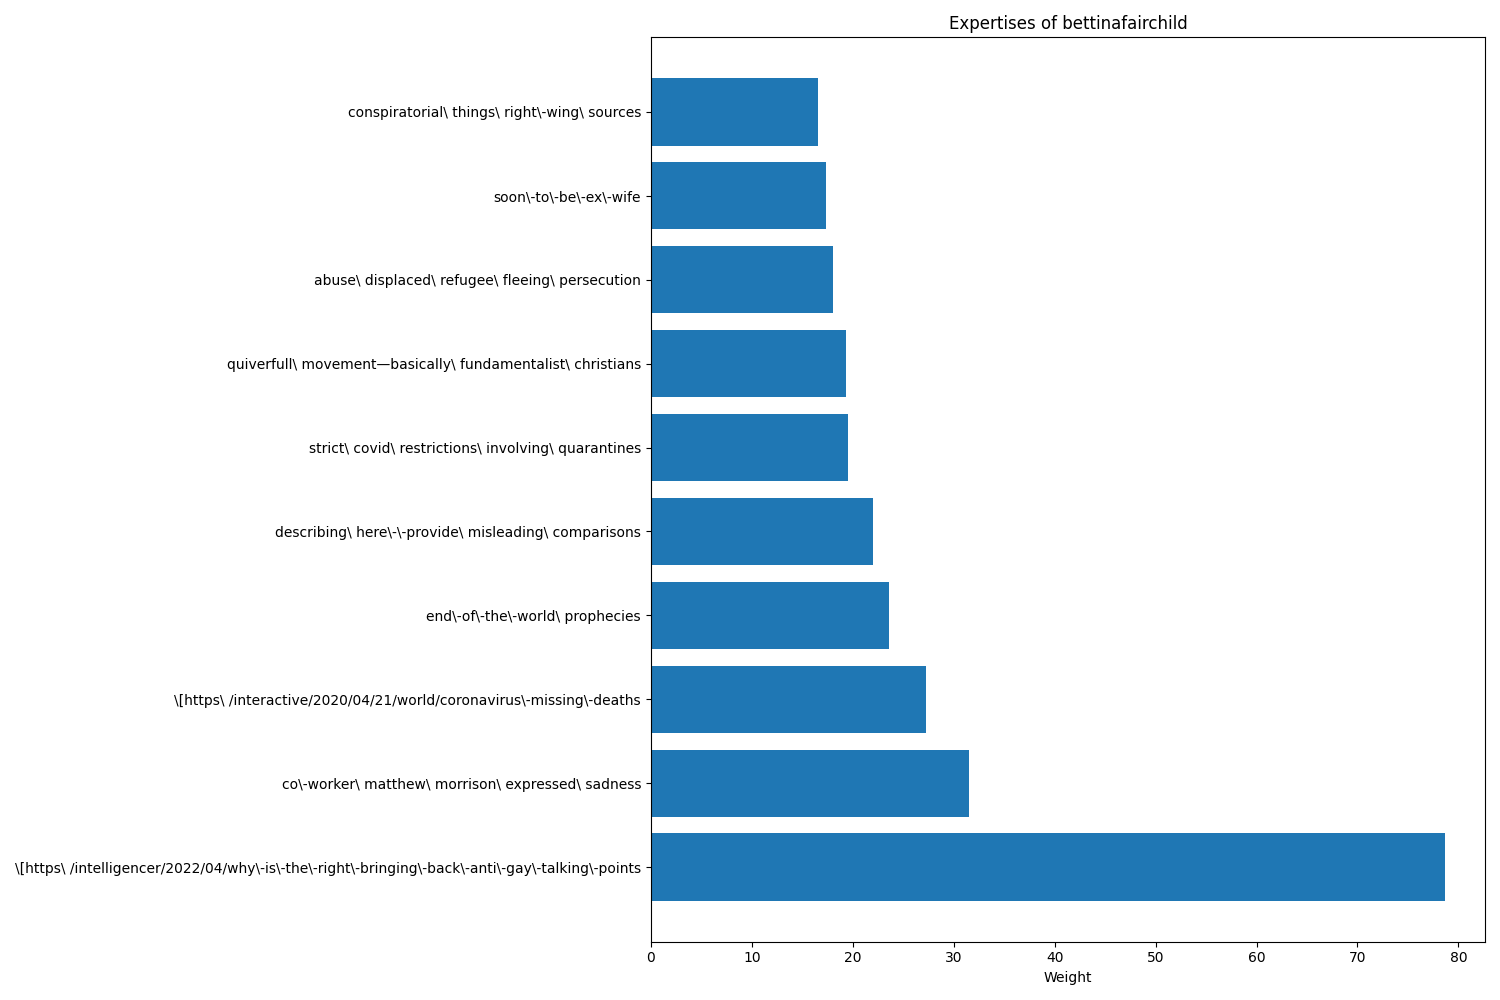 Expertises of bettinafairchild
conspiratorial\ things\ right\-wing\ sources
soon\-to\-be\-ex\-wife
abuse\ displaced\ refugee\ fleeing\ persecution
quiverfull\ movement—basically\ fundamentalist\ christians
strict\ covid\ restrictions\ involving\ quarantines
describing\ here\-\-provide\ misleading\ comparisons
end\-of\-the\-world\ prophecies
\[https\ /interactive/2020/04/21/world/coronavirus\-missing\-deaths
co\-worker\ matthew\ morrison\ expressed\ sadness
\[https\ /intelligencer/2022/04/why\-is\-the\-right\-bringing\-back\-anti\-gay\-talking\-points
0 10 20 30 40 50 60 70 80
Weight